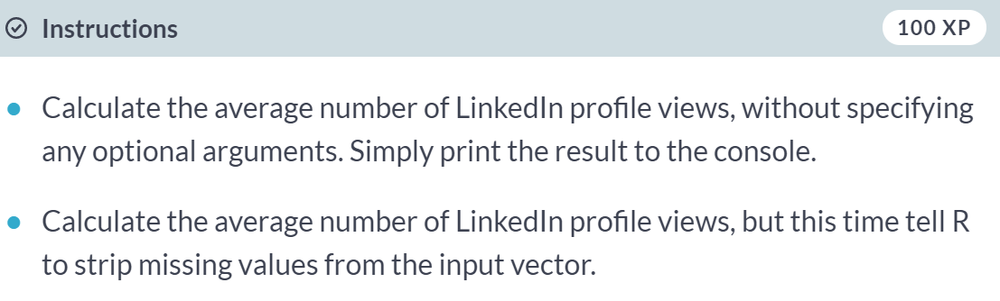 Instructions
100 XP
Calculate the average number of LinkedIn profile views, without specifying
any optional arguments. Simply print the result to the console.
Calculate the average number of LinkedIn profile views, but this time tell R
to strip missing values from the input vector.